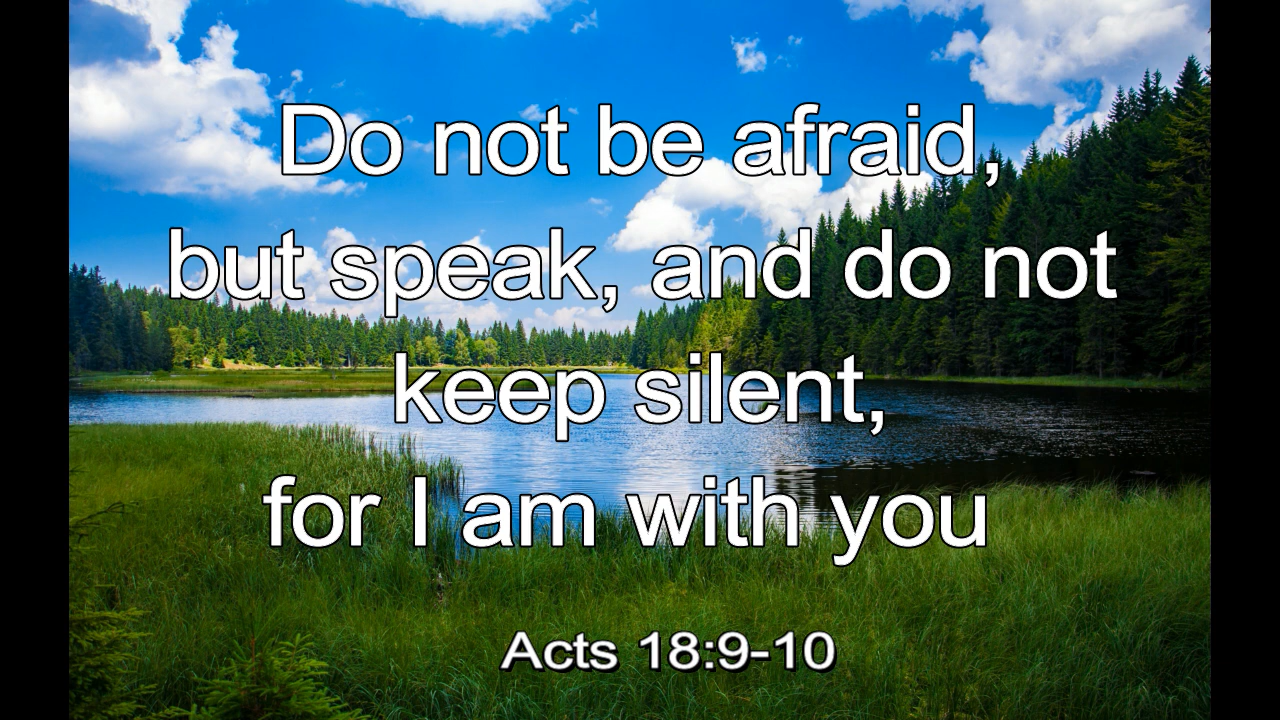 Do not be afraid,
but speak, and do not
keep silent,
for I am with you
Acts 18:9-10